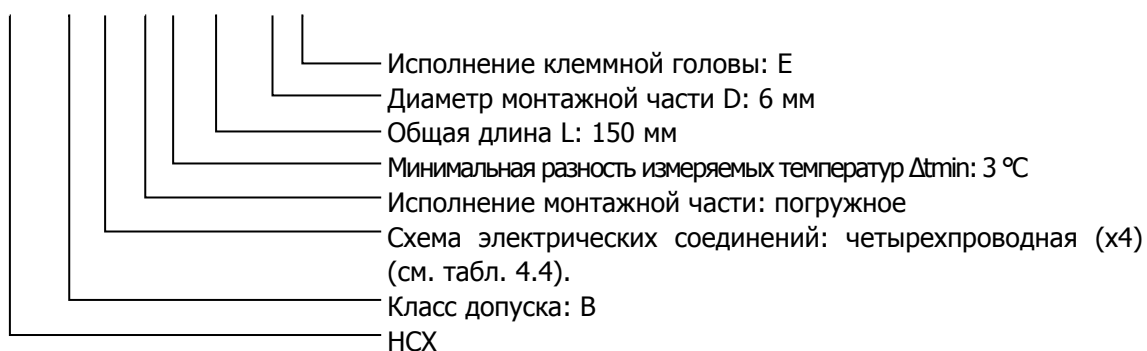 Исполнение клеммной головы: Е
Диаметр монтажной части D: 6 мм
Общая длина L: 150 мм
Минимальная разность измеряемых температур Δtmin: 3 °С
Исполнение монтажной части: погружное
Схема электрических соединений: четырехпроводная (х4)
(см. табл. 4.4).
Класс допуска: В
НСХ